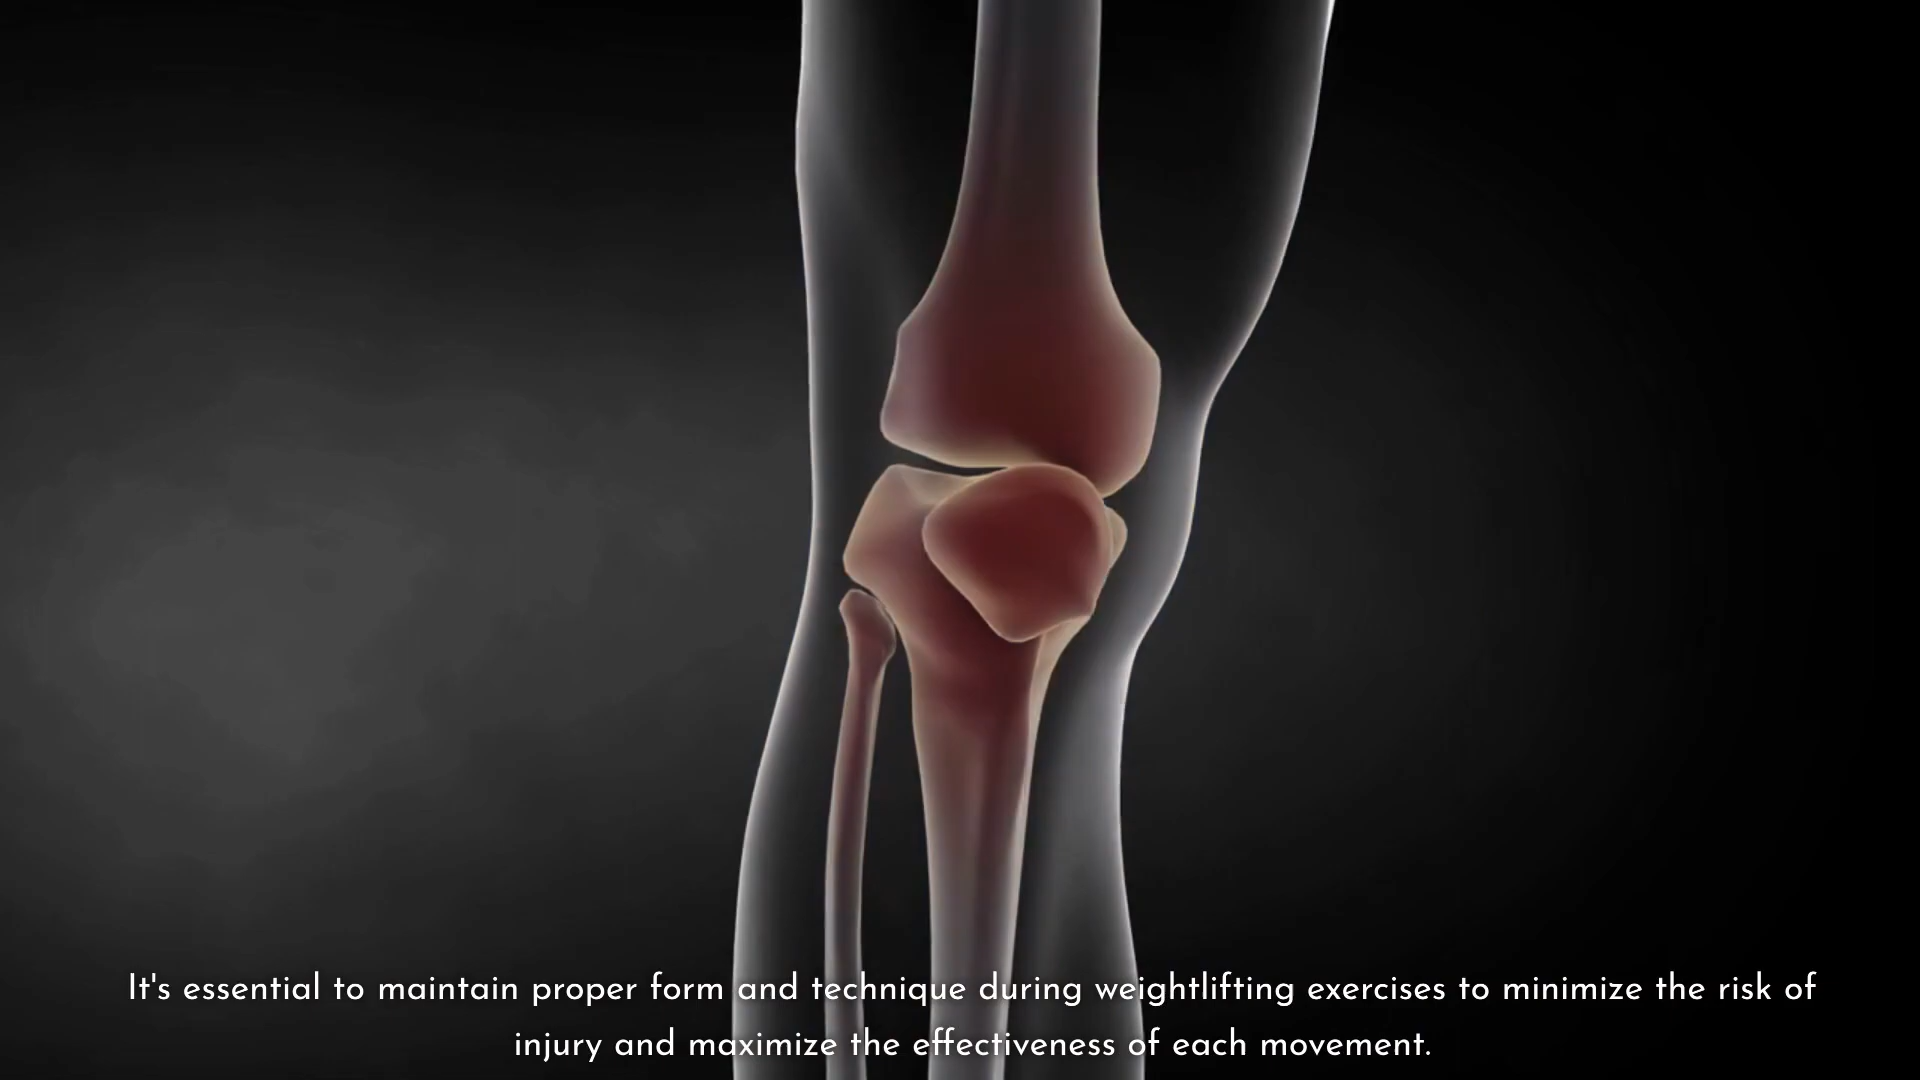 It's essential to maintain proper form and technique during weightlifting exercises to minimize the risk of
injury and maximize the effectiveness of each movement.